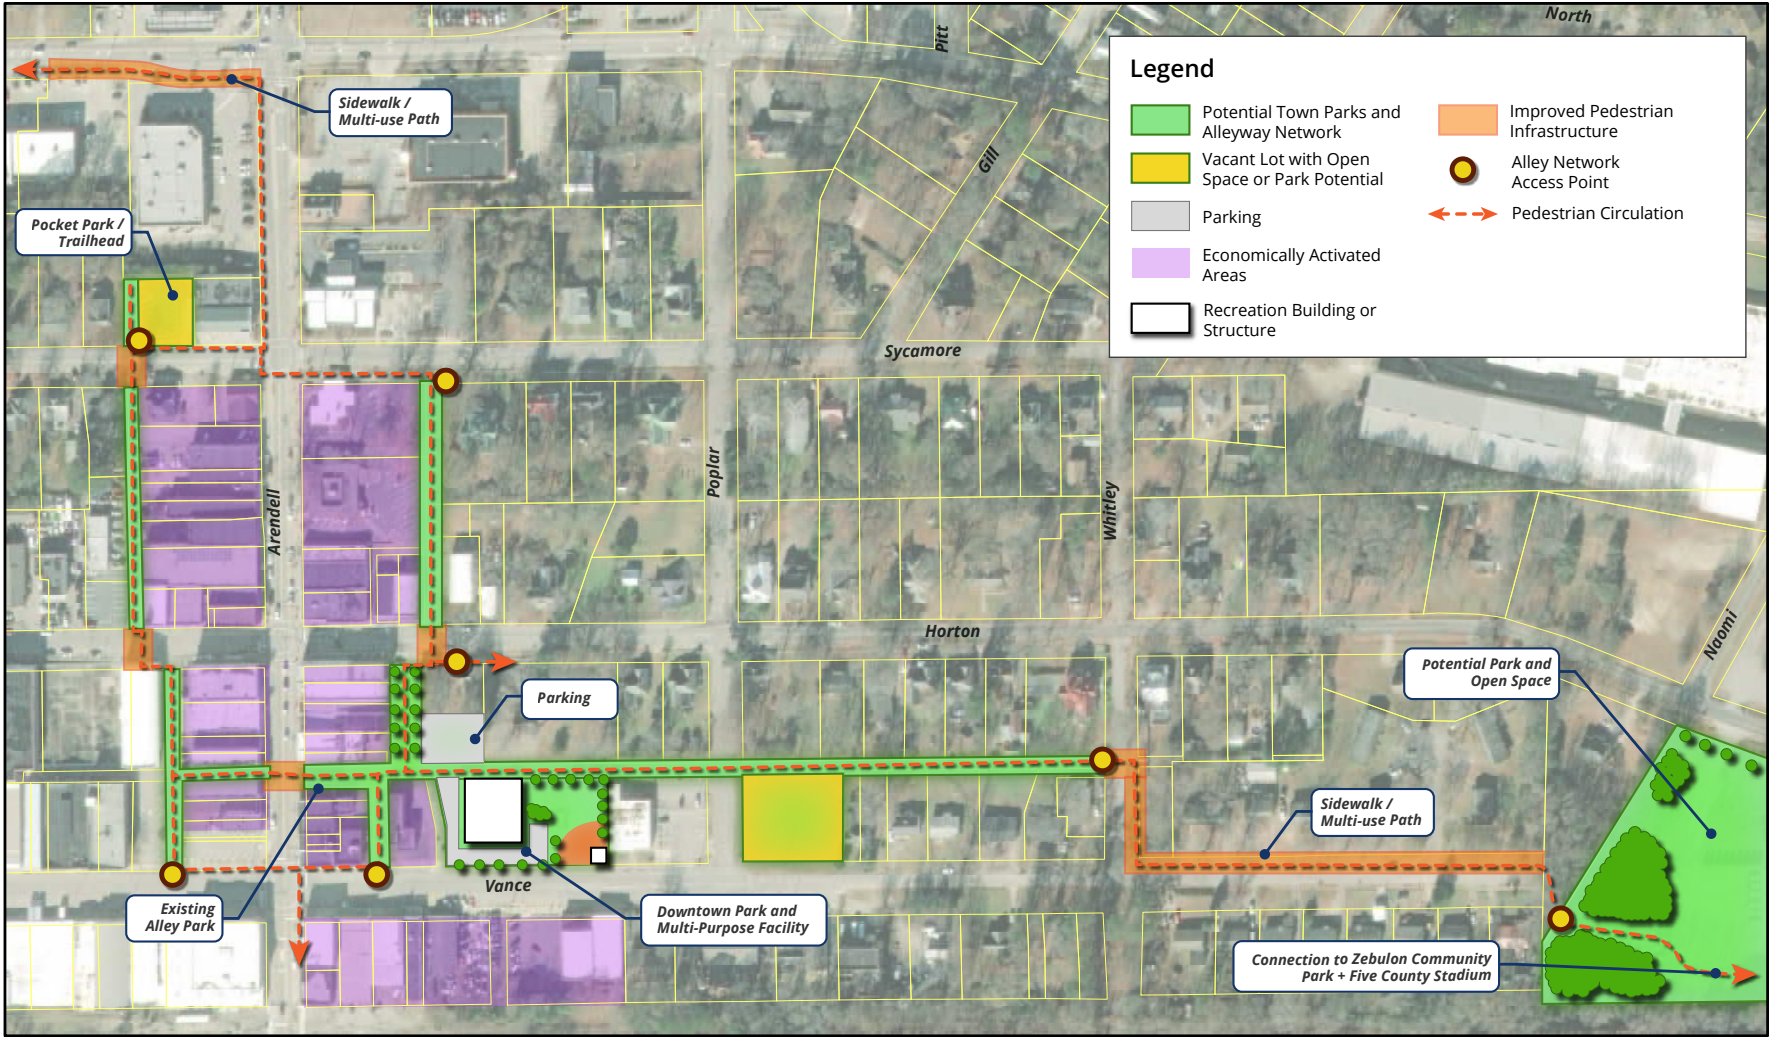 North
Pitt
Legend
Potential Town Parks and
Alleyway Network
Vacant Lot with Open
Space or Park Potential
Parking
Economically Activated
Areas
Recreation Building or
Structure
Improved Pedestrian
Infrastructure
Alley Network
Access Point
Pedestrian Circulation
Sidewalk /
Multi-use Path
Gill
Pocket Park /
Trailhead
Sycamore
Arendell
Poplar
Whitley
Horton
Naomi
Potential Park and
Open Space
Parking
Sidewalk /
Multi-use Path
Vance
Existing
Alley Park
Downtown Park and
Multi-Purpose Facility
Connection to Zebulon Community
Park + Five County Stadium